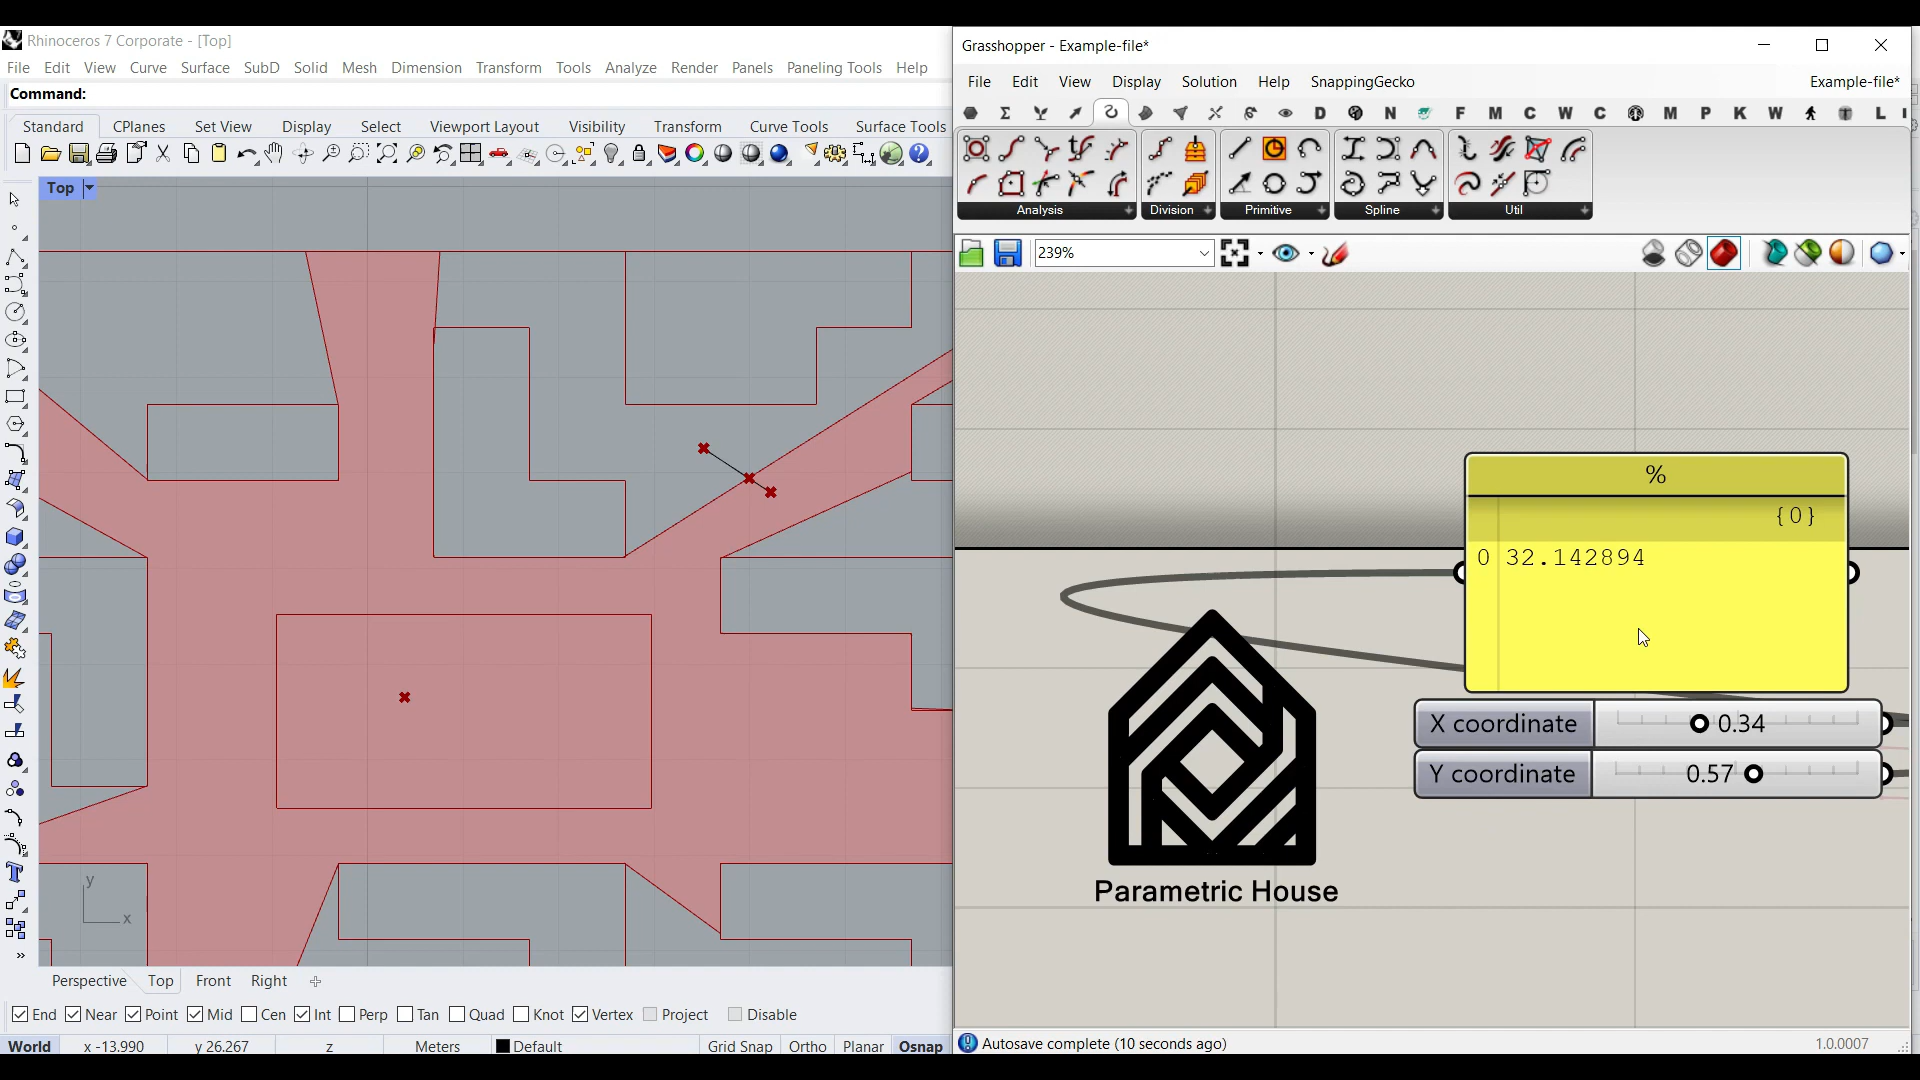 Rhinoceros 7 Corporate - [Top]
File Edit View Curve Surface SubD Solid Mesh Dimension Transform Tools Analyze Render Panels Paneling Tools Help
Command:
Standard CPlanes Set View Display Select Viewport Layout Visibility Transform Curve Tools Surface Tools
Top
y
x
Perspective Top Front Right
End Near Point Mid Cen Int Perp Tan Quad Knot Vertex Project Disable
World x -13.990 y 26.267 z Meters Default Grid Snap Ortho Planar Osnap
Grasshopper - Example-file*
File Edit View Display Solution Help SnappingGecko Example-file*
D N F M C W C M P K W L
Analysis Division Primitive Spline Util
239%
%
{0}
0 32.142894
X coordinate 0.34
Y coordinate 0.57
Parametric House
Autosave complete (10 seconds ago) 1.0.0007